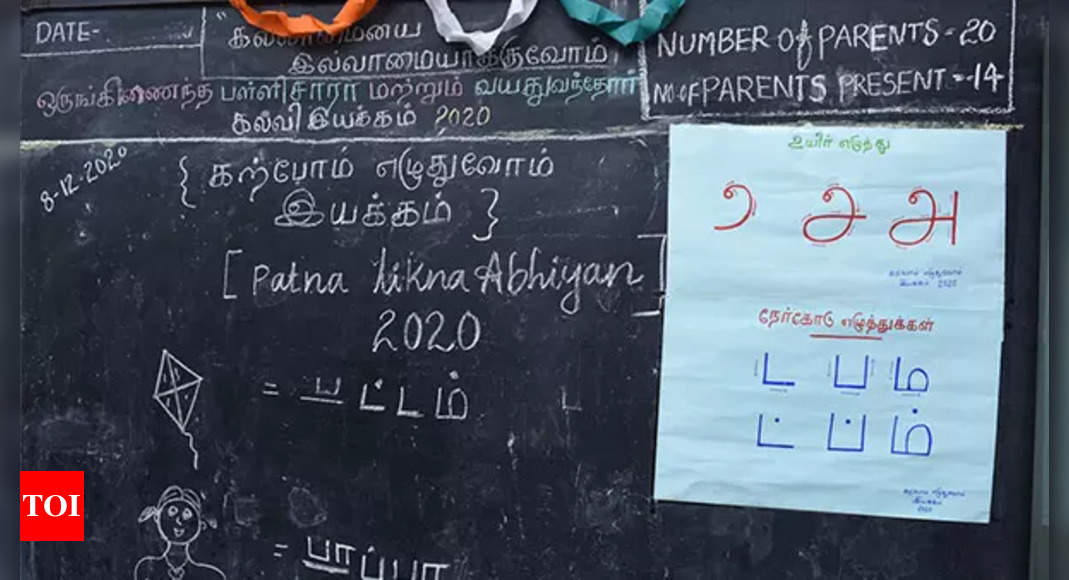 DATE-
"கல்லாமையை
இல்லாமையாக்குவோம்
NUMBER of PARENTS - 20
NO.of PARENTS PRESENT - 14
ஒருங்கிணைந்த பள்ளிசாரா மற்றும் வயதுவந்தோர்
கல்வி இயக்கம் 2020
8-12-2020
{ கற்போம் எழுதுவோம்
இயக்கம் }
[ Patna likna Abhiyan ]
2020
= பட்டம்
= பாப்பா
உயிர் எழுத்து
அ
கற்போம் எழுதுவோம்
இயக்கம் 2020
நேர்கோடு எழுத்துக்கள்
ட ப ம
ட் ப் ம்
கற்போம் எழுதுவோம்
இயக்கம்
2020
TOI